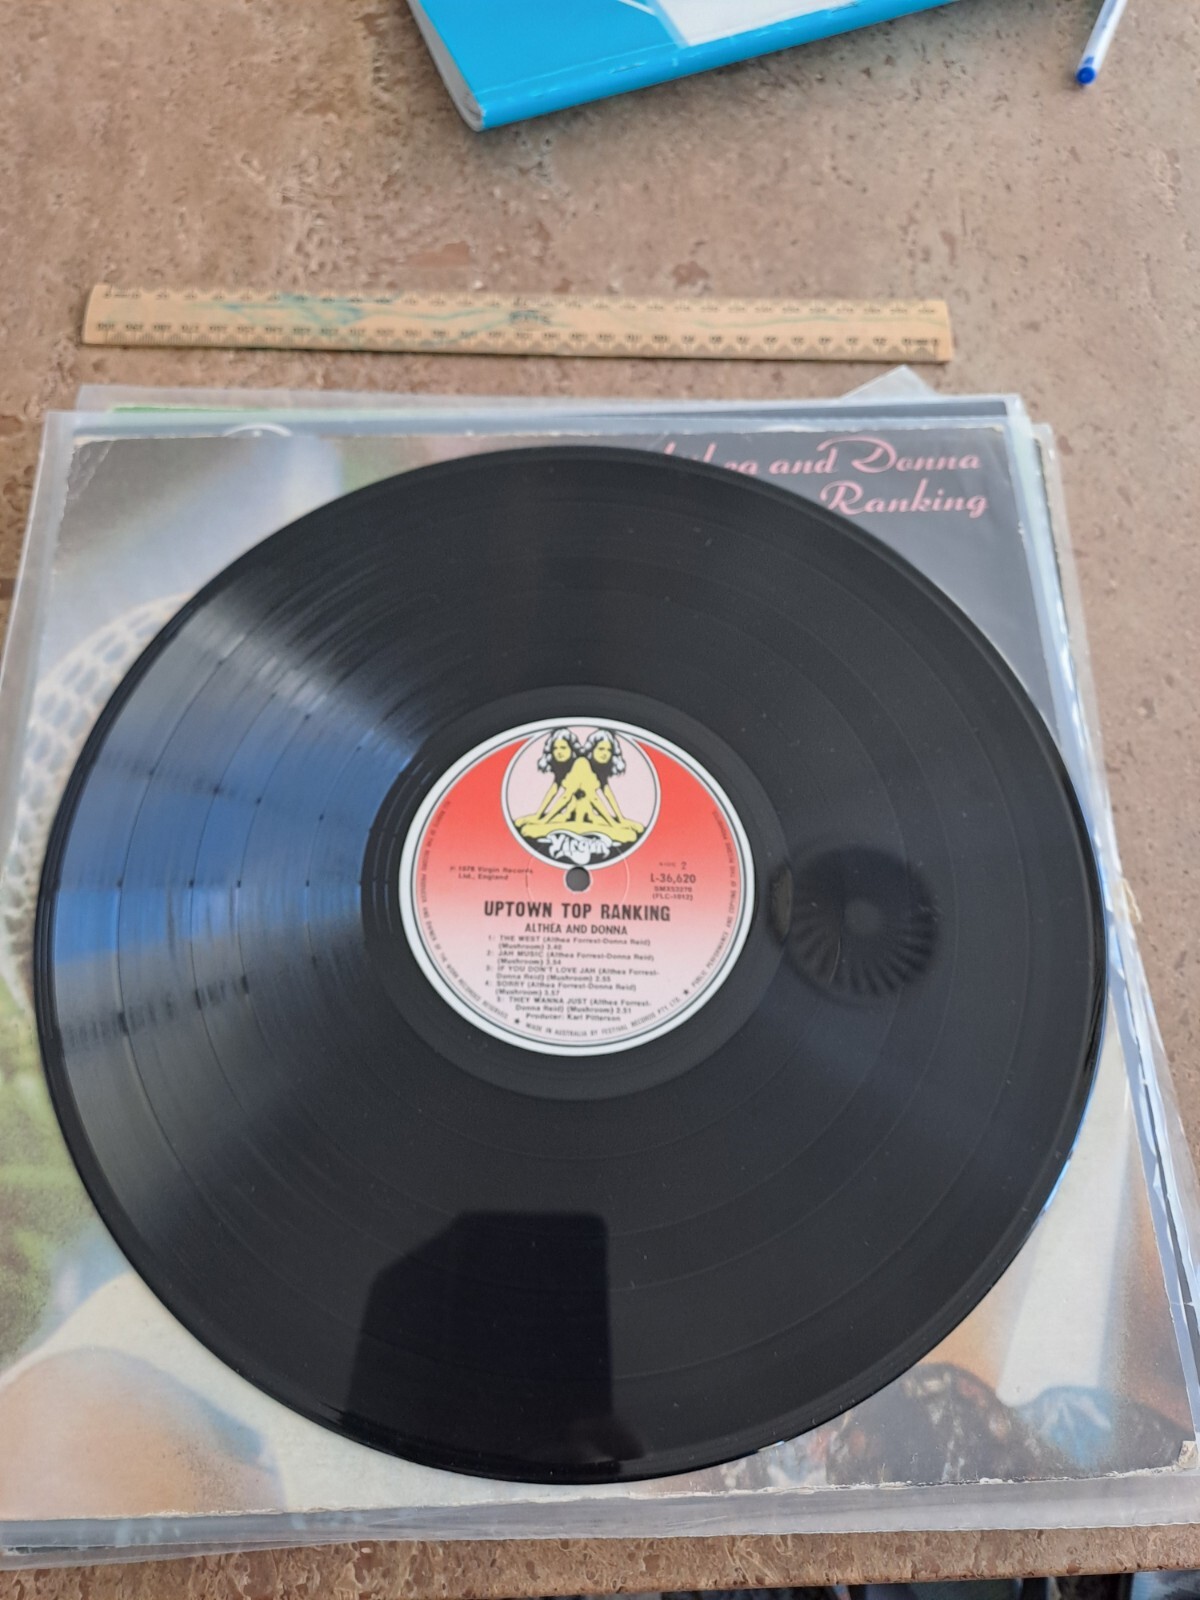 and Donna
Ranking
Virgin
SIDE 2
℗ 1978 Virgin Records
Ltd., England
L-36,620
SMX53279
(FLC-1012)
UPTOWN TOP RANKING
ALTHEA AND DONNA
1: THE WEST (Althea Forrest-Donna Reid)
(Mushroom) 3.40
2: JAH MUSIC (Althea Forrest-Donna Reid)
(Mushroom) 3.54
3: IF YOU DON'T LOVE JAH (Althea Forrest-
Donna Reid) (Mushroom) 3.55
4: SORRY (Althea Forrest-Donna Reid)
(Mushroom) 3.57
5: THEY WANNA JUST (Althea Forrest-
Donna Reid) (Mushroom) 3.51
Producer: Karl Pitterson
★ MADE IN AUSTRALIA BY FESTIVAL RECORDS PTY. LTD. ★